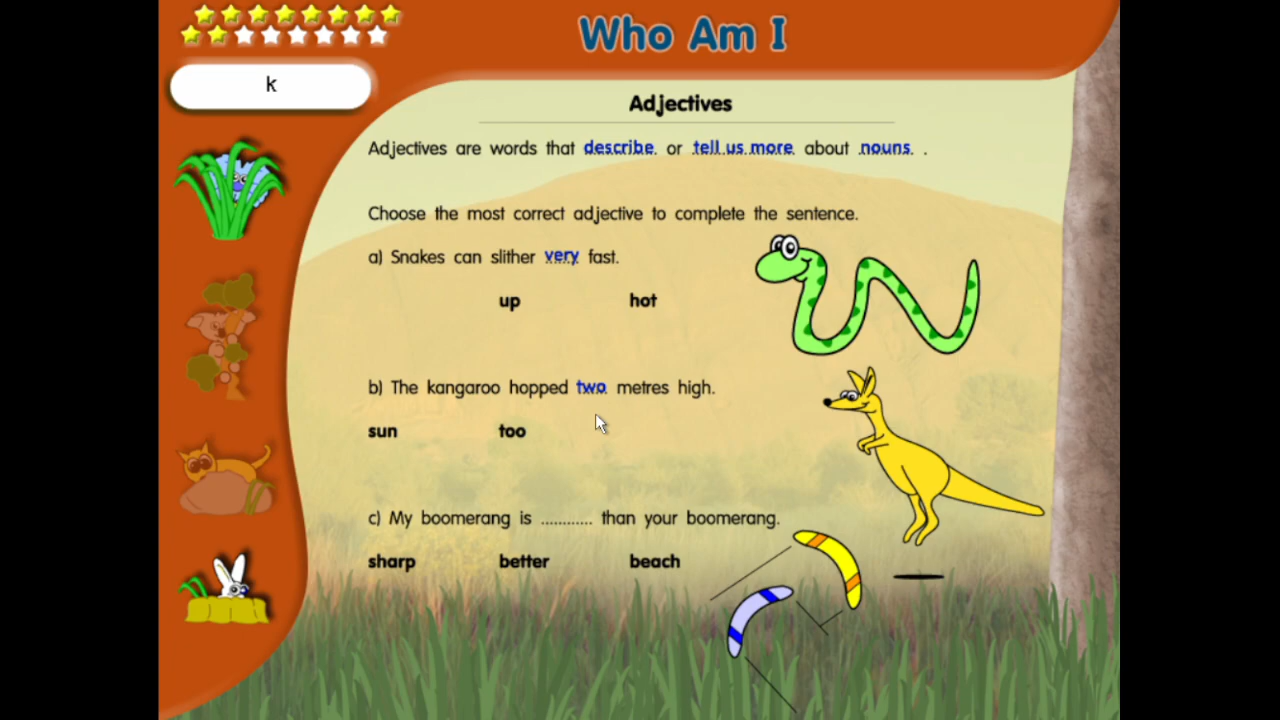 Who Am I
k
Adjectives
Adjectives are words that describe or tell us more about nouns .
Choose the most correct adjective to complete the sentence.
a) Snakes can slither very fast.
up hot
b) The kangaroo hopped two metres high.
sun too
c) My boomerang is ............ than your boomerang.
sharp better beach